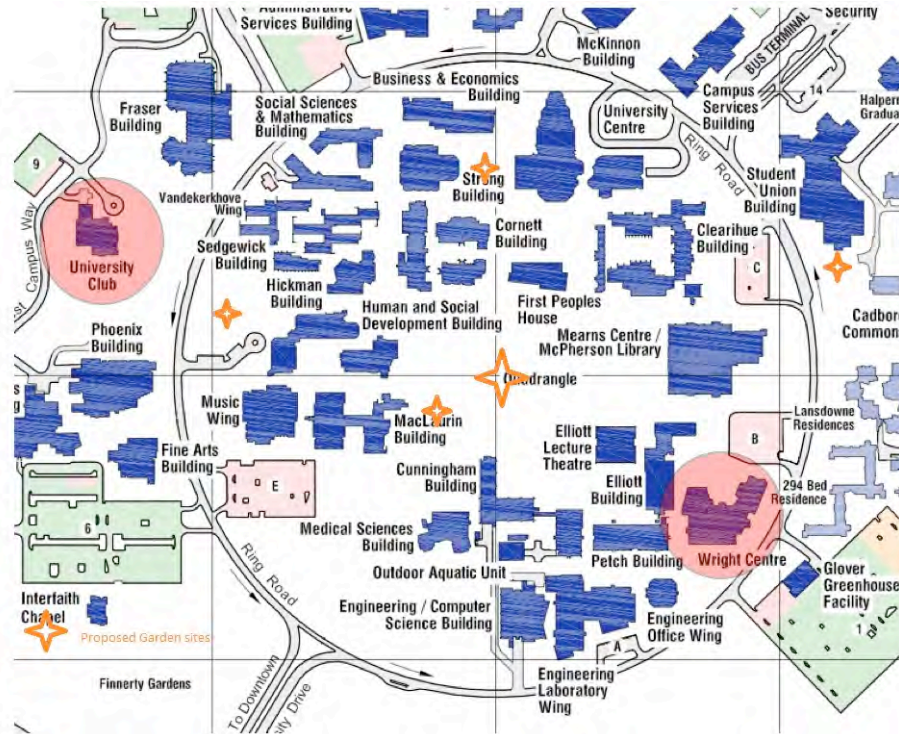 Administrative
Services Building
McKinnon
Building
BUS TERMINAL
Security
14
Business & Economics
Building
Fraser
Building
Social Sciences
& Mathematics
Building
University
Centre
Campus
Services
Building
Halpern
Gradua
Ring Road
9
Strong
Building
Student
Union
Building
Vandekerkhove
Wing
Campus Way
University
Club
Sedgewick
Building
Cornett
Building
Clearihue
Building
C
Hickman
Building
First Peoples
House
Human and Social
Development Building
Phoenix
Building
Mearns Centre /
McPherson Library
Cadbor
Common
Quadrangle
Music
Wing
MacLaurin
Building
Lansdowne
Residences
B
Elliott
Lecture
Theatre
Fine Arts
Building
Cunningham
Building
E
Elliott
Building
294 Bed
Residence
6
Medical Sciences
Building
Petch Building
Wright Centre
Ring Road
Outdoor Aquatic Unit
Glover
Greenhouse
Facility
1
Interfaith
Chapel
Proposed Garden sites
Engineering / Computer
Science Building
Engineering
Office Wing
A
Finnerty Gardens
To Downtown
sity Drive
Engineering
Laboratory
Wing